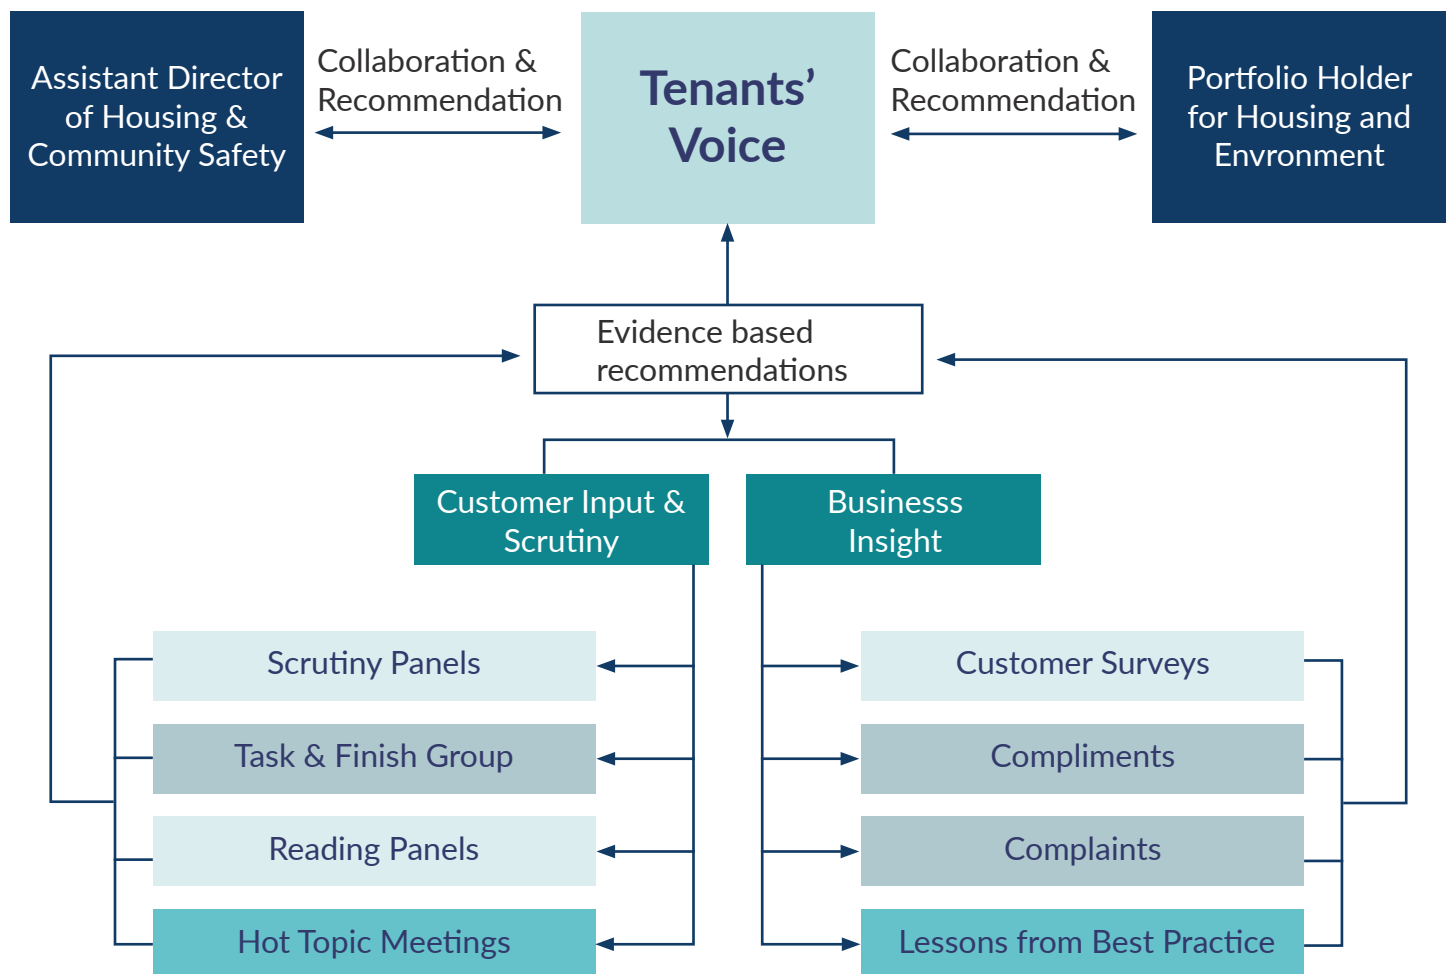 Assistant Director
of Housing &
Community Safety
Collaboration &
Recommendation
Tenants’
Voice
Collaboration &
Recommendation
Portfolio Holder
for Housing and
Envronment
Evidence based
recommendations
Customer Input &
Scrutiny
Businesss
Insight
Scrutiny Panels
Customer Surveys
Task & Finish Group
Compliments
Reading Panels
Complaints
Hot Topic Meetings
Lessons from Best Practice